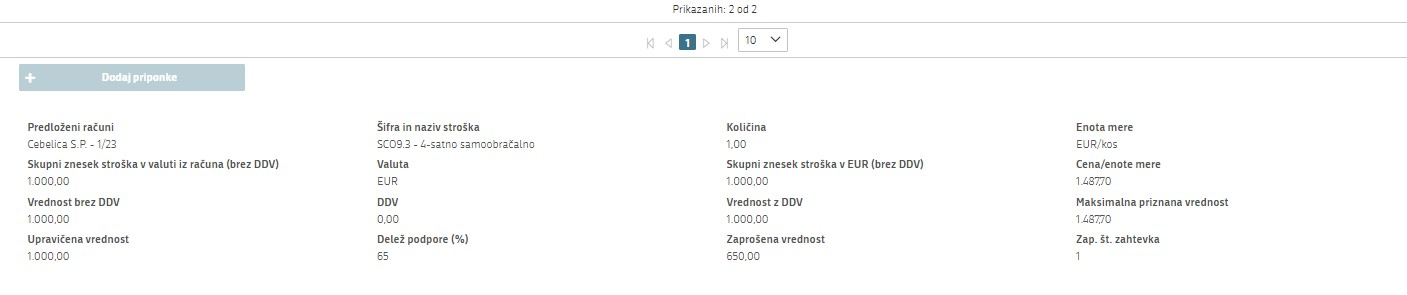 Prikazanih: 2 od 2
1 10
Dodaj priponke
Predloženi računi Šifra in naziv stroška Količina Enota mere
Cebelica S.P. - 1/23 SCO9.3 - 4-satno samoobračalno 1,00 EUR/kos
Skupni znesek stroška v valuti iz računa (brez DDV) Valuta Skupni znesek stroška v EUR (brez DDV) Cena/enote mere
1.000,00 EUR 1.000,00 1.487,70
Vrednost brez DDV DDV Vrednost z DDV Maksimalna priznana vrednost
1.000,00 0,00 1.000,00 1.487,70
Upravičena vrednost Delež podpore (%) Zaprošena vrednost Zap. št. zahtevka
1.000,00 65 650,00 1